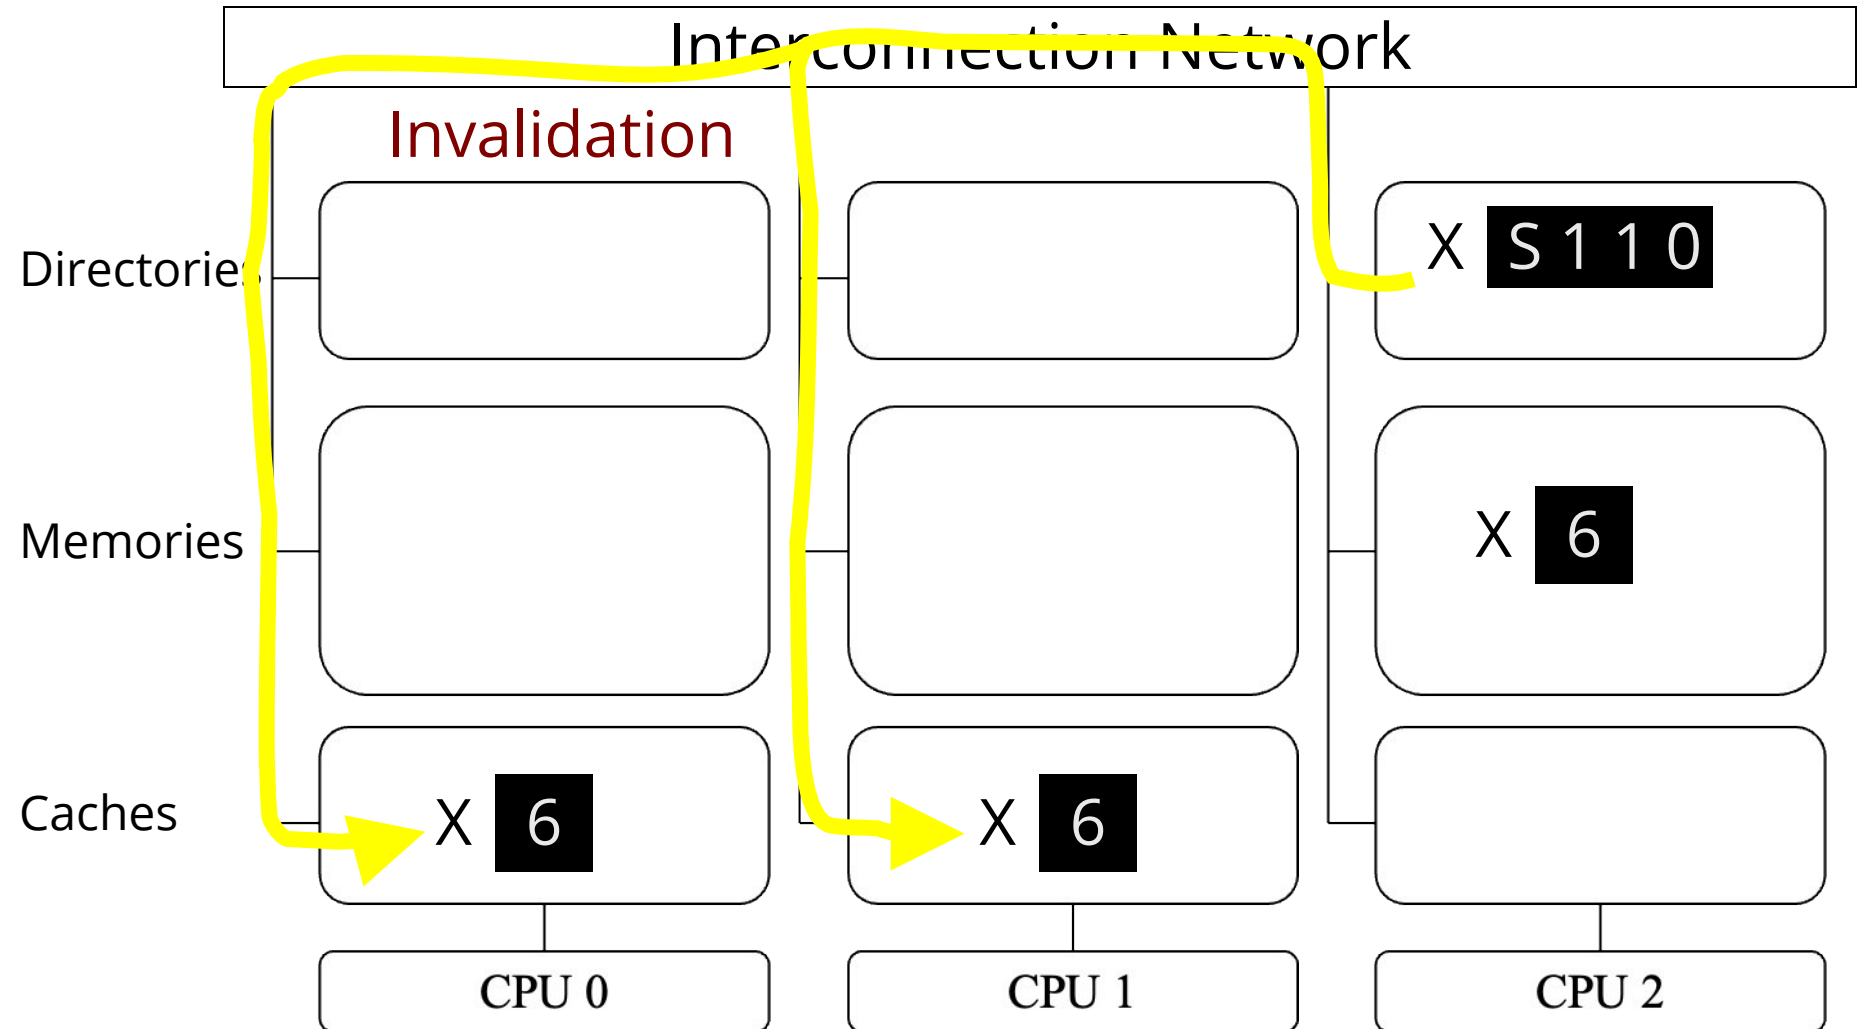 Interconnection Network
Invalidation
Directories
X S 1 1 0
Memories
X 6
Caches
X 6
X 6
CPU 0
CPU 1
CPU 2